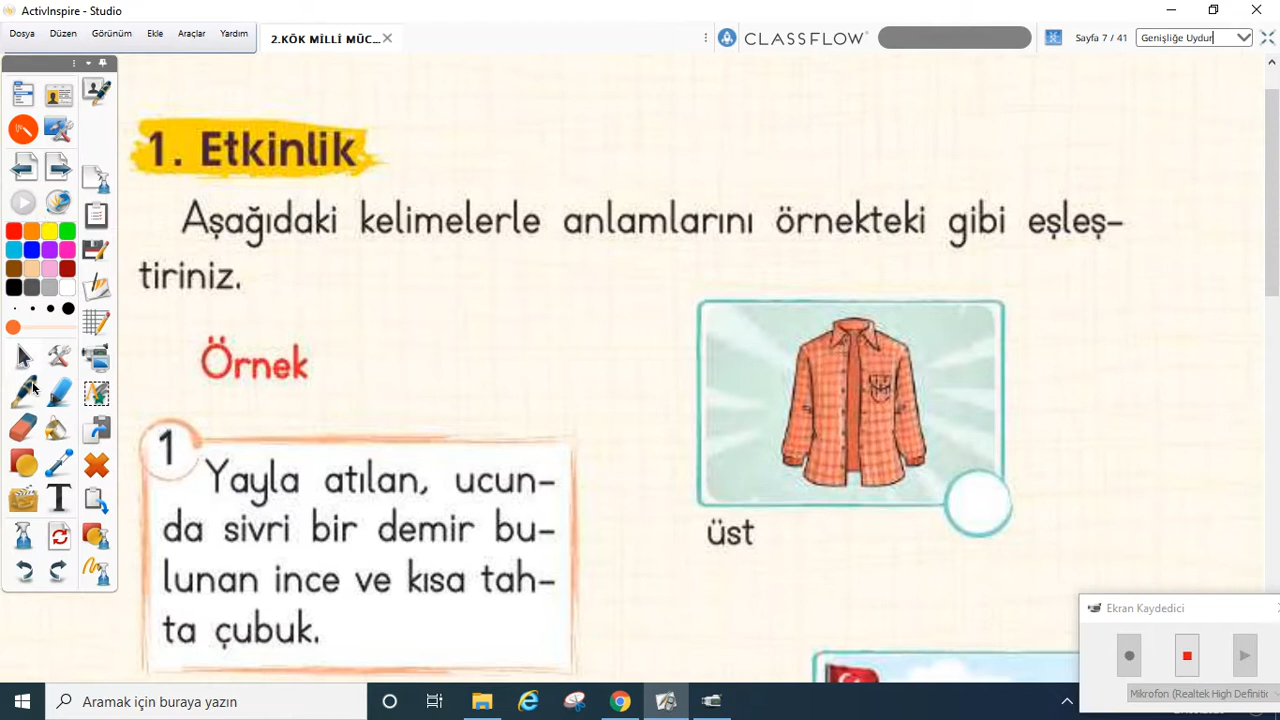 ActivInspire - Studio
Dosya Düzen Görünüm Ekle Araçlar Yardım
2.KÖK MİLLİ MÜC...
CLASSFLOW
Sayfa 7 / 41
Genişliğe Uydur
1. Etkinlik
Aşağıdaki kelimelerle anlamlarını örnekteki gibi eşleş-
tiriniz.
Örnek
1
Yayla atılan, ucun-
da sivri bir demir bu-
lunan ince ve kısa tah-
ta çubuk.
üst
Ekran Kaydedici
Mikrofon (Realtek High Definitic
Aramak için buraya yazın